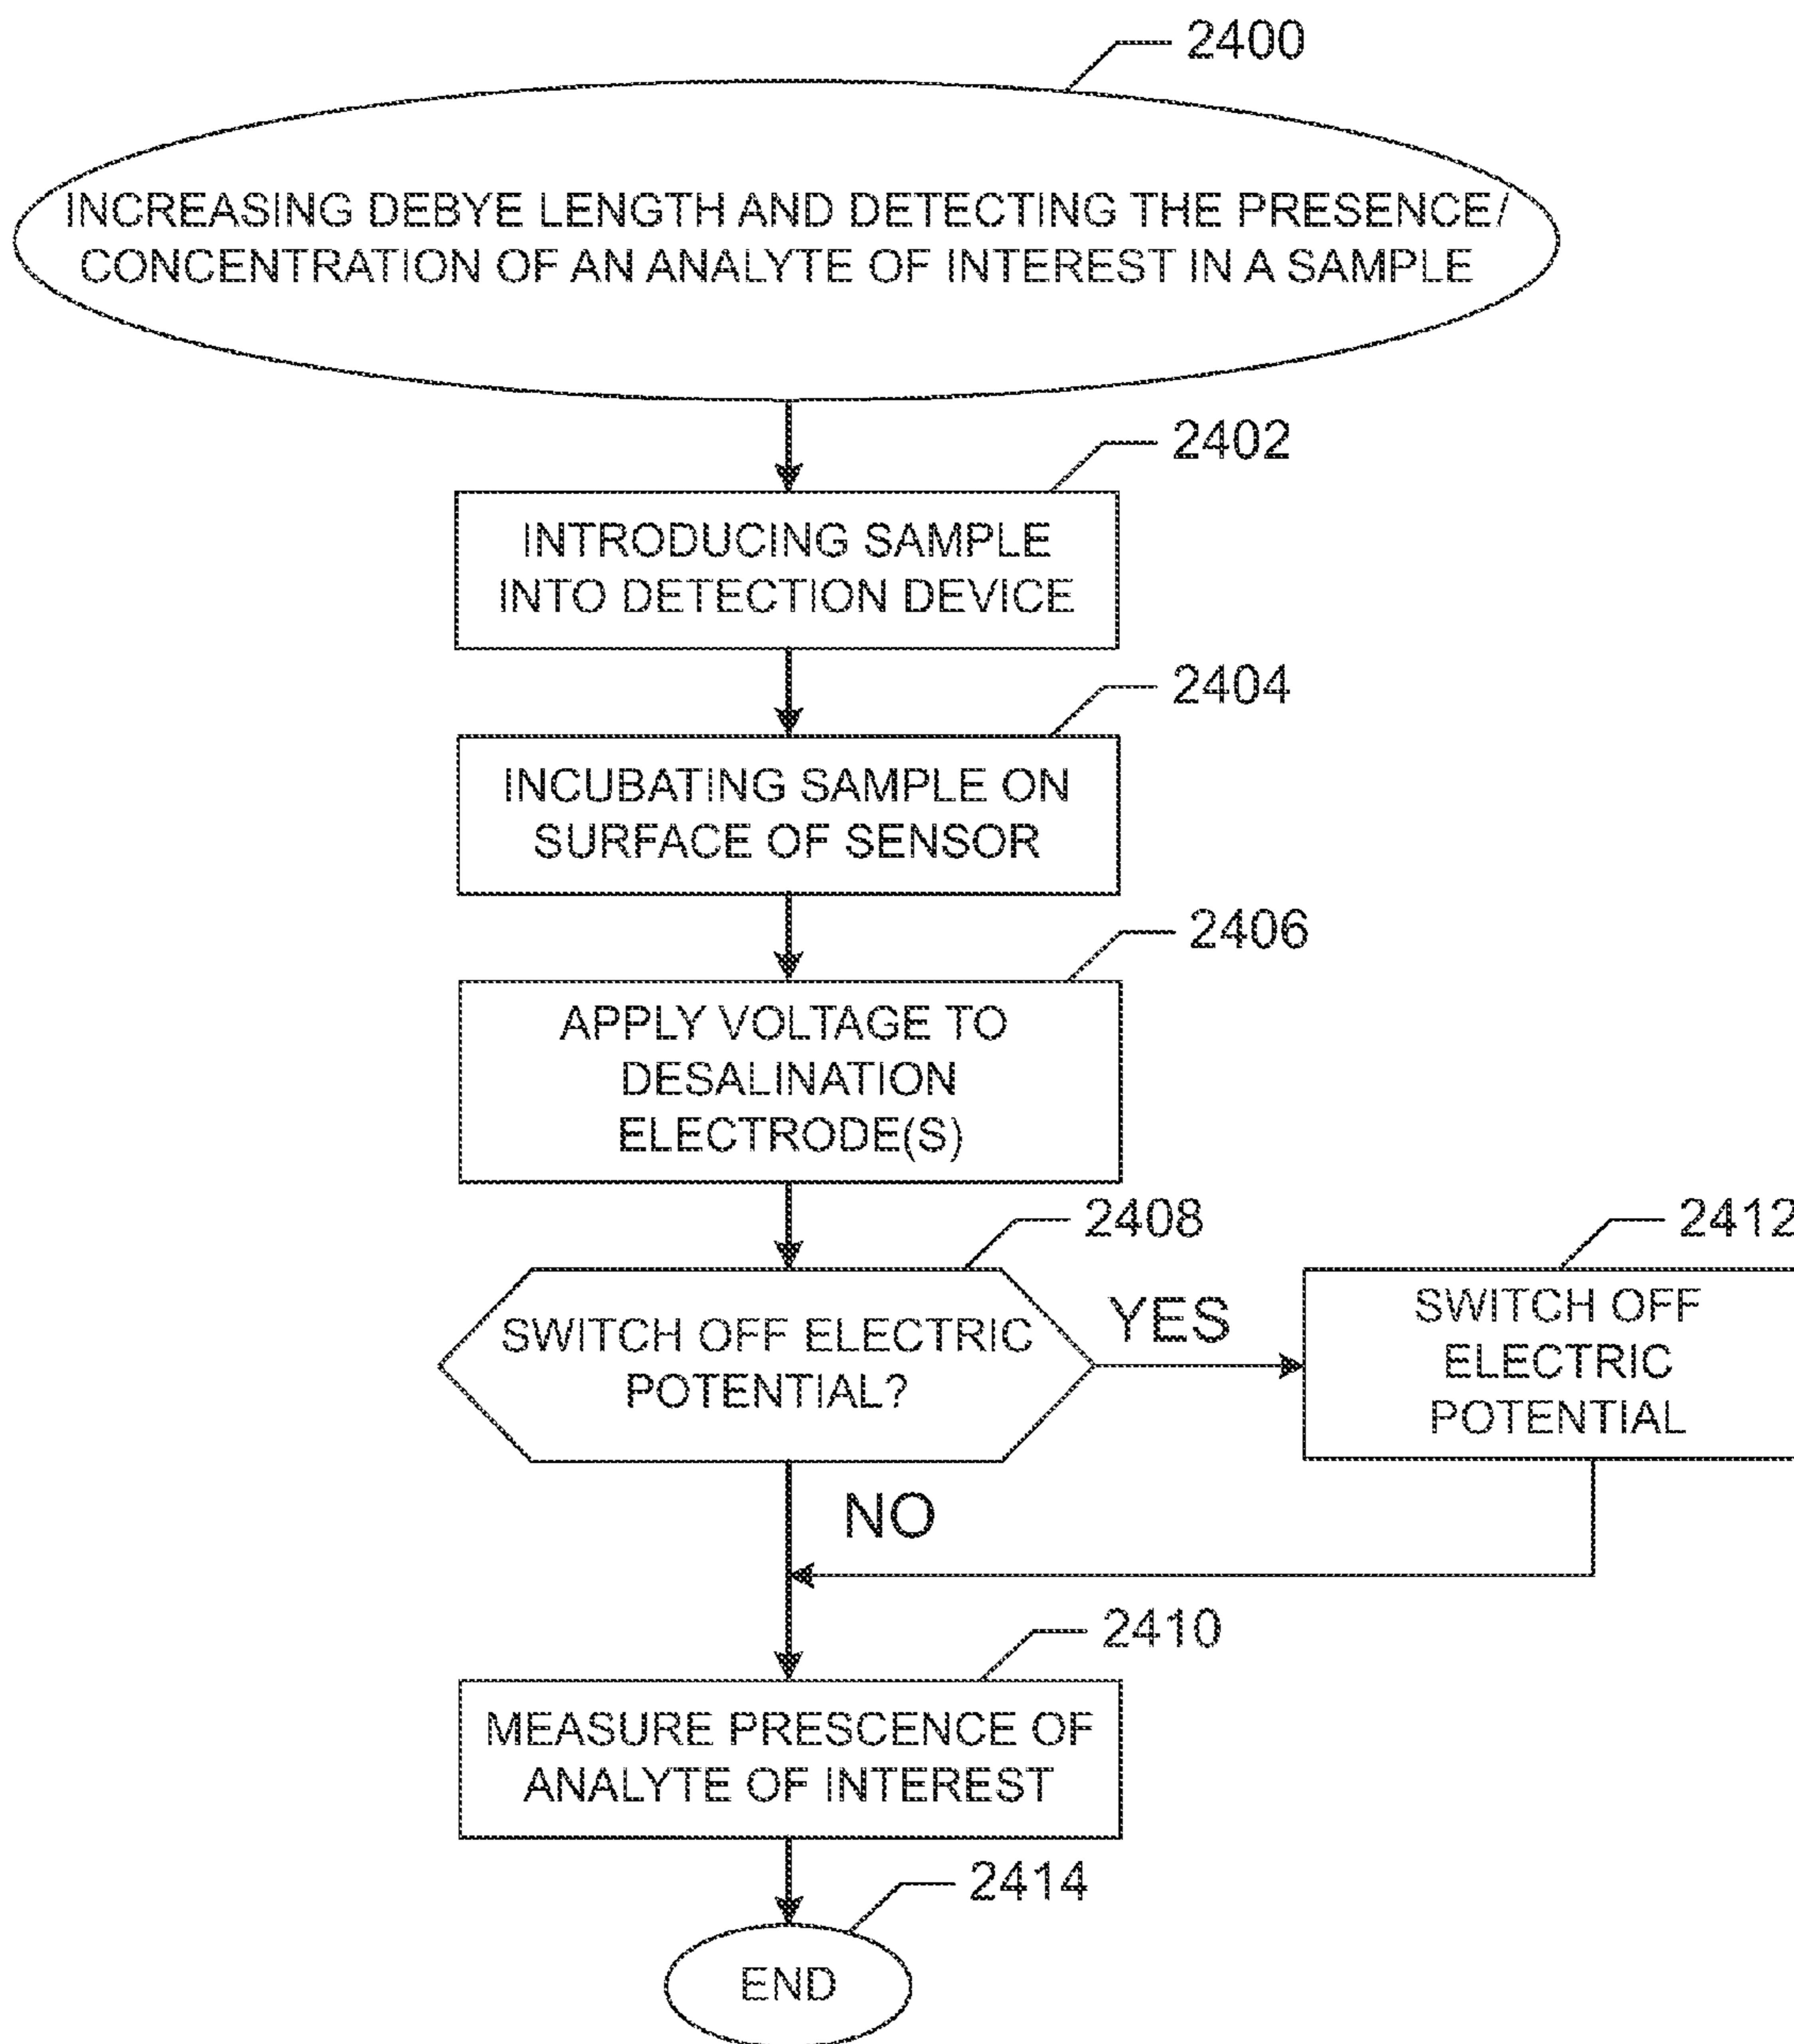 2400
INCREASING DEBYE LENGTH AND DETECTING THE PRESENCE/
CONCENTRATION OF AN ANALYTE OF INTEREST IN A SAMPLE
2402
INTRODUCING SAMPLE
INTO DETECTION DEVICE
2404
INCUBATING SAMPLE ON
SURFACE OF SENSOR
2406
APPLY VOLTAGE TO
DESALINATION
ELECTRODE(S)
2408
SWITCH OFF ELECTRIC
POTENTIAL?
YES
2412
SWITCH OFF
ELECTRIC
POTENTIAL
NO
2410
MEASURE PRESCENCE OF
ANALYTE OF INTEREST
2414
END